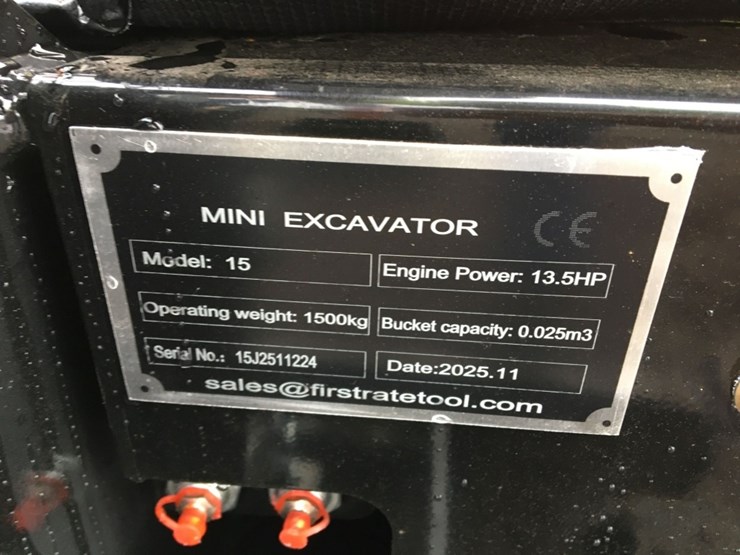 MINI EXCAVATOR CE
Model: 15 Engine Power: 13.5HP
Operating weight: 1500kg Bucket capacity: 0.025m3
Serial No.: 15J2511224 Date:2025.11
sales@firstratetool.com